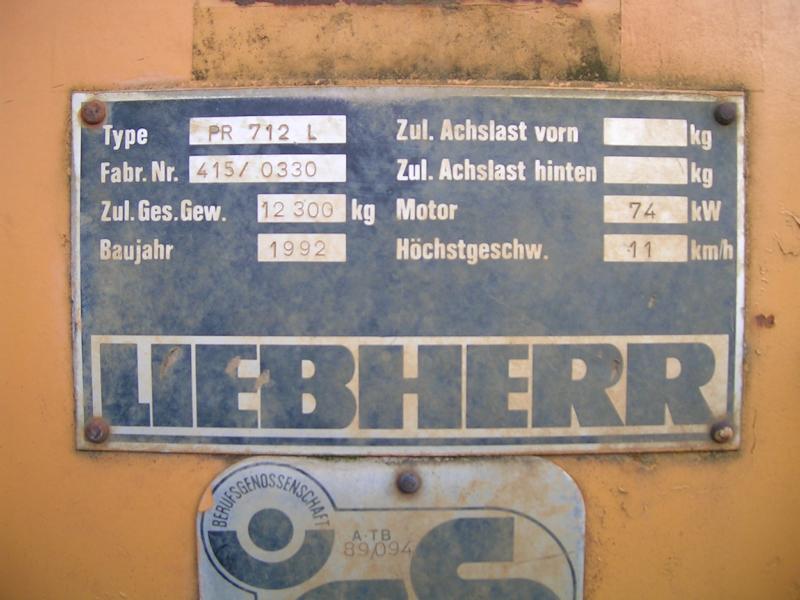 Type PR 712 L Zul. Achslast vorn kg
Fabr. Nr. 415/ 0330 Zul. Achslast hinten kg
Zul. Ges. Gew. 12 300 kg Motor 74 kW
Baujahr 1992 Höchstgeschw. 11 km/h
LIEBHERR
BERUFSGENOSSENSCHAFT
A-TB
89/094
GS